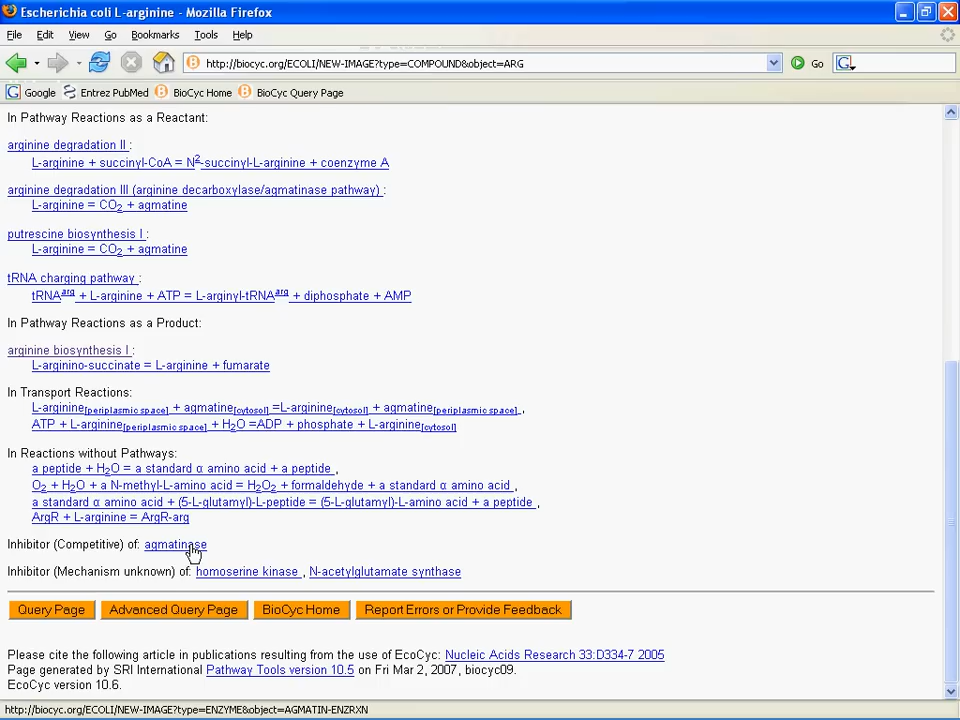 Escherichia coli L-arginine - Mozilla Firefox
File Edit View Go Bookmarks Tools Help
http://biocyc.org/ECOLI/NEW-IMAGE?type=COMPOUND&object=ARG Go
Google Entrez PubMed BioCyc Home BioCyc Query Page
In Pathway Reactions as a Reactant:
arginine degradation II :
L-arginine + succinyl-CoA = N²-succinyl-L-arginine + coenzyme A
arginine degradation III (arginine decarboxylase/agmatinase pathway) :
L-arginine = CO₂ + agmatine
putrescine biosynthesis I :
L-arginine = CO₂ + agmatine
tRNA charging pathway :
tRNAarg + L-arginine + ATP = L-arginyl-tRNAarg + diphosphate + AMP
In Pathway Reactions as a Product:
arginine biosynthesis I :
L-arginino-succinate = L-arginine + fumarate
In Transport Reactions:
L-arginine[periplasmic space] + agmatine[cytosol] =L-arginine[cytosol] + agmatine[periplasmic space] ,
ATP + L-arginine[periplasmic space] + H₂O =ADP + phosphate + L-arginine[cytosol]
In Reactions without Pathways:
a peptide + H₂O = a standard α amino acid + a peptide ,
O₂ + H₂O + a N-methyl-L-amino acid = H₂O₂ + formaldehyde + a standard α amino acid ,
a standard α amino acid + (5-L-glutamyl)-L-peptide = (5-L-glutamyl)-L-amino acid + a peptide ,
ArgR + L-arginine = ArgR-arg
Inhibitor (Competitive) of: agmatinase
Inhibitor (Mechanism unknown) of: homoserine kinase , N-acetylglutamate synthase
Query Page Advanced Query Page BioCyc Home Report Errors or Provide Feedback
Please cite the following article in publications resulting from the use of EcoCyc: Nucleic Acids Research 33:D334-7 2005
Page generated by SRI International Pathway Tools version 10.5 on Fri Mar 2, 2007, biocyc09.
EcoCyc version 10.6.
http://biocyc.org/ECOLI/NEW-IMAGE?type=ENZYME&object=AGMATIN-ENZRXN